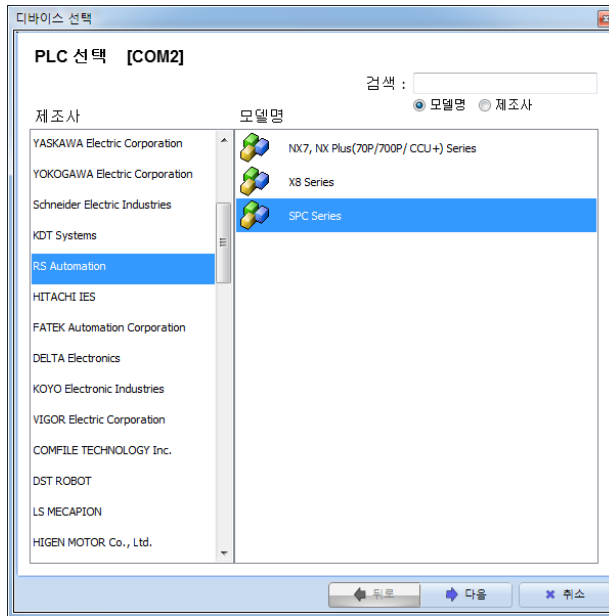 디바이스 선택
PLC 선택 [COM2]
검색 :
모델명 제조사
제조사
모델명
YASKAWA Electric Corporation
YOKOGAWA Electric Corporation
Schneider Electric Industries
KDT Systems
RS Automation
HITACHI IES
FATEK Automation Corporation
DELTA Electronics
KOYO Electronic Industries
VIGOR Electric Corporation
COMFILE TECHNOLOGY Inc.
DST ROBOT
LS MECAPION
HIGEN MOTOR Co., Ltd.
NX7, NX Plus(70P/700P/ CCU+) Series
X8 Series
SPC Series
뒤로 다음 취소